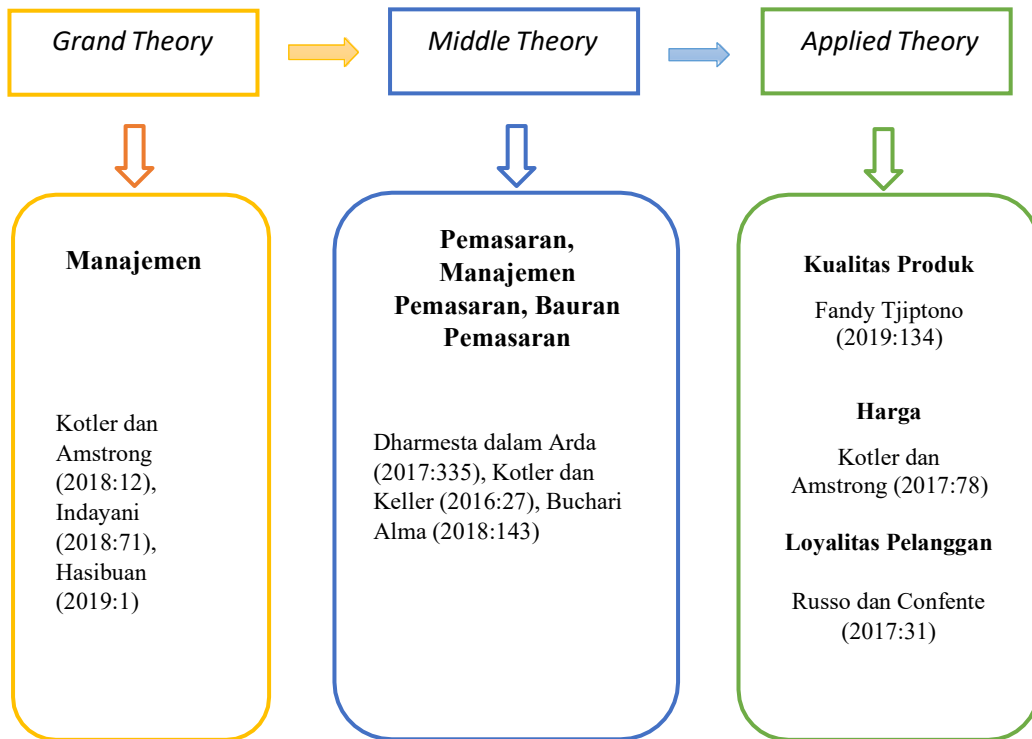 Grand Theory
Middle Theory
Applied Theory
Manajemen
Kotler dan
Amstrong
(2018:12),
Indayani
(2018:71),
Hasibuan
(2019:1)
Pemasaran,
Manajemen
Pemasaran, Bauran
Pemasaran
Dharmesta dalam Arda
(2017:335), Kotler dan
Keller (2016:27), Buchari
Alma (2018:143)
Kualitas Produk
Fandy Tjiptono
(2019:134)
Harga
Kotler dan
Amstrong (2017:78)
Loyalitas Pelanggan
Russo dan Confente
(2017:31)